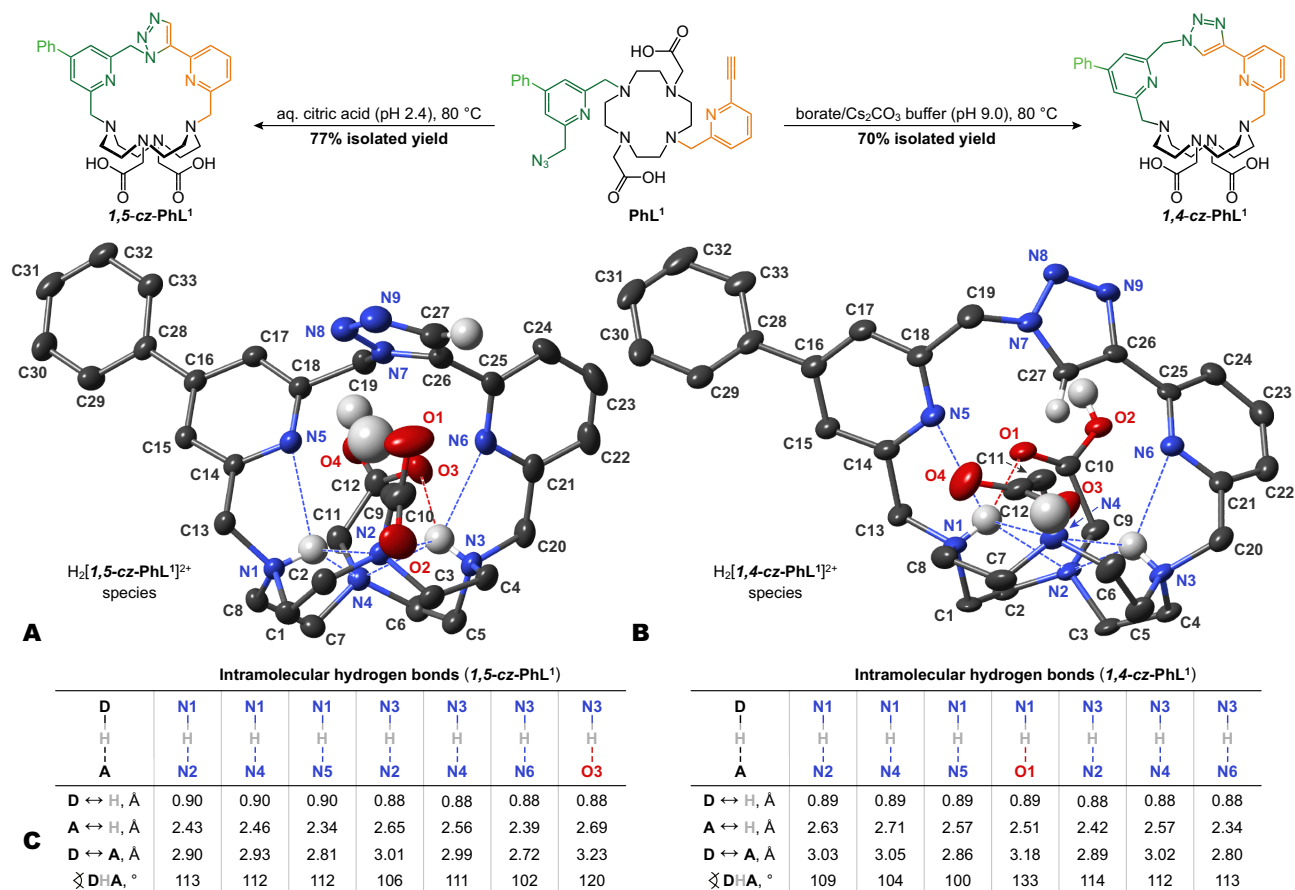 N N N N N N N N Ph HO O O OH
1,5-cz-PhL¹
aq. citric acid (pH 2.4), 80 °C
77% isolated yield
Ph N N₃ N N N N N HO O O OH
PhL¹
borate/Cs₂CO₃ buffer (pH 9.0), 80 °C
70% isolated yield
N N N N N N N N N Ph HO O O OH
1,4-cz-PhL¹
C32
C31
C33
C30
C28
C29
C17
C16
C18
C15
C14
C13
N9
N8
C27
N7
C19
C26
C24
C25
C23
C22
C21
C20
N5
N6
O1
O4
O3
C12
C11
C9
C10
N2
N3
N1
C2
O2
C3
C4
C8
N4
C6
C5
C1
C7
H₂[1,5-cz-PhL¹]²⁺
species
A
C32
C31
C33
C30
C28
C29
C17
C16
C18
C15
C14
C13
N8
N9
C19
N7
C26
C27
C24
C25
C23
C22
C21
C20
N5
N6
O1
O2
C11
C10
O4
O3
C12
N4
C9
N1
C8
C7
N2
C6
N3
C1
C2
C5
C4
C3
H₂[1,4-cz-PhL¹]²⁺
species
B
Intramolecular hydrogen bonds (1,5-cz-PhL¹)
D N1 N1 N1 N3 N3 N3 N3
H H H H H H H H
A N2 N4 N5 N2 N4 N6 O3
D ↔ H, Å 0.90 0.90 0.90 0.88 0.88 0.88 0.88
A ↔ H, Å 2.43 2.46 2.34 2.65 2.56 2.39 2.69
D ↔ A, Å 2.90 2.93 2.81 3.01 2.99 2.72 3.23
∢ DHA, ° 113 112 112 106 111 102 120
C
Intramolecular hydrogen bonds (1,4-cz-PhL¹)
D N1 N1 N1 N1 N3 N3 N3
H H H H H H H H
A N2 N4 N5 O1 N2 N4 N6
D ↔ H, Å 0.89 0.89 0.89 0.89 0.88 0.88 0.88
A ↔ H, Å 2.63 2.71 2.57 2.51 2.42 2.57 2.34
D ↔ A, Å 3.03 3.05 2.86 3.18 2.89 3.02 2.80
∢ DHA, ° 109 104 100 133 114 112 113